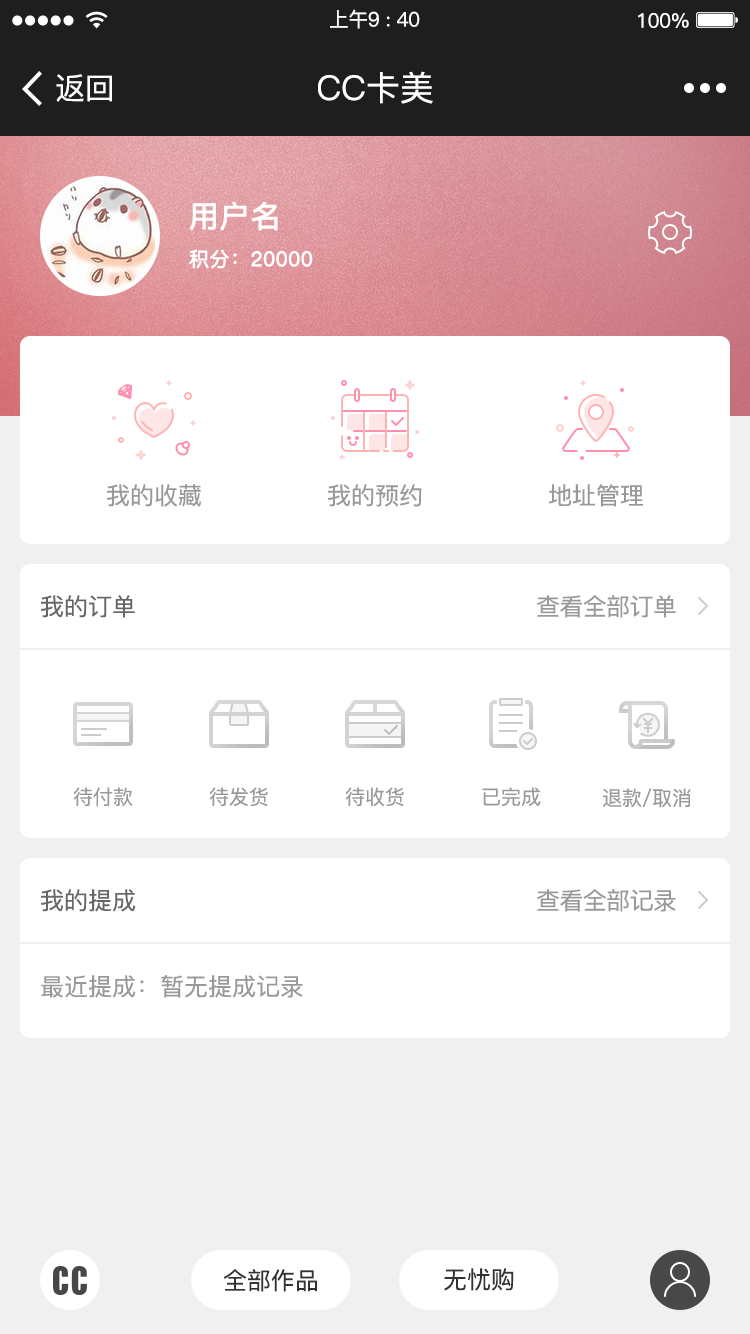 上午9 : 40
100%
返回
CC卡美
用户名
积分：20000
我的收藏
我的预约
地址管理
我的订单
查看全部订单
待付款
待发货
待收货
已完成
退款/取消
我的提成
查看全部记录
最近提成：暂无提成记录
CC
全部作品
无忧购